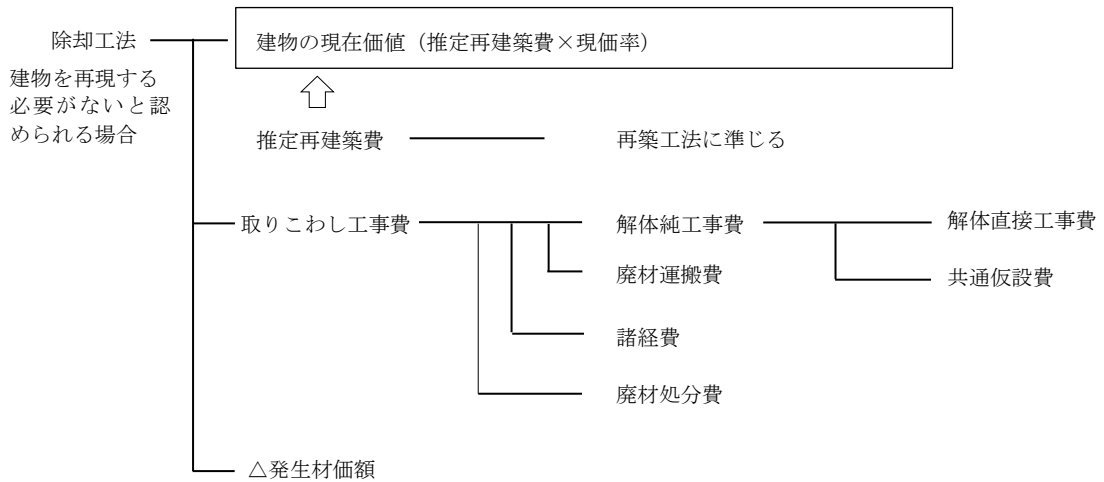 除却工法
建物の現在価値（推定再建築費×現価率）
建物を再現する
必要がないと認
められる場合
推定再建築費
再築工法に準じる
取りこわし工事費
解体純工事費
解体直接工事費
廃材運搬費
共通仮設費
諸経費
廃材処分費
△発生材価額